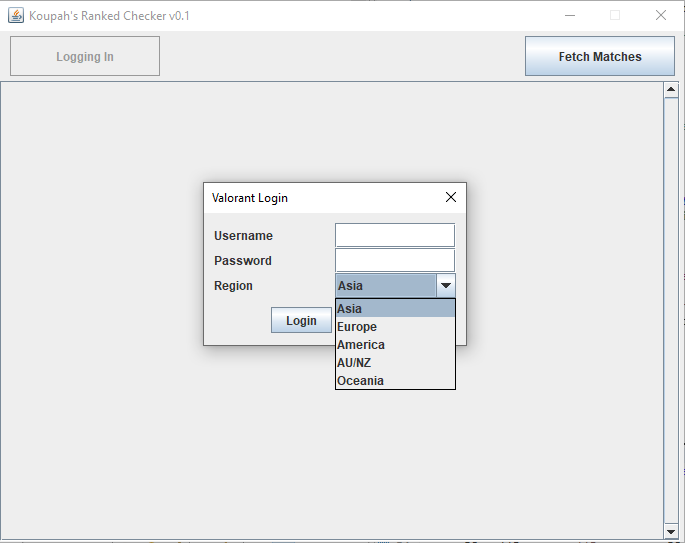 Koupah's Ranked Checker v0.1
Logging In
Fetch Matches
Valorant Login
Username
Password
Region
Asia
Asia
Europe
America
AU/NZ
Oceania
Login